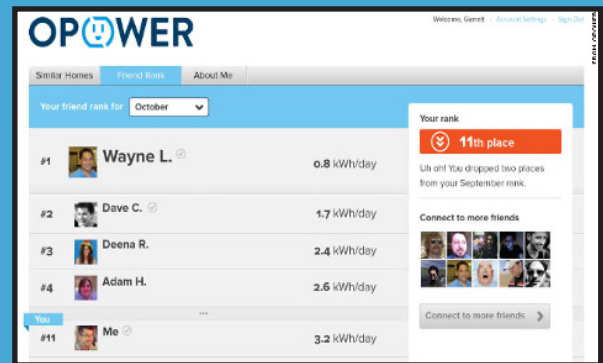 OPOWER
Welcome, Garrett - Account Settings - Sign Out
FROM OPOWER
Similar Homes Friend Rank About Me
Your friend rank for October
#1 Wayne L. 0.8 kWh/day
#2 Dave C. 1.7 kWh/day
#3 Deena R. 2.4 kWh/day
#4 Adam H. 2.6 kWh/day
...
You
#11 Me 3.2 kWh/day
Your rank
11th place
Uh oh! You dropped two places
from your September rank.
Connect to more friends
Connect to more friends